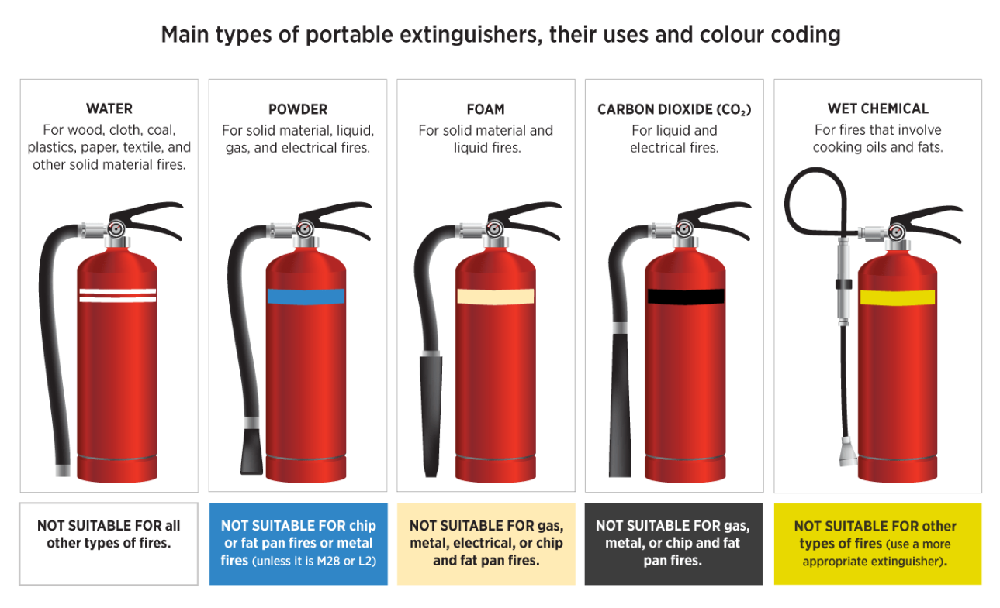 Main types of portable extinguishers, their uses and colour coding
WATER
For wood, cloth, coal,
plastics, paper, textile, and
other solid material fires.
NOT SUITABLE FOR all
other types of fires.
POWDER
For solid material, liquid,
gas, and electrical fires.
NOT SUITABLE FOR chip
or fat pan fires or metal
fires (unless it is M28 or L2)
FOAM
For solid material and
liquid fires.
NOT SUITABLE FOR gas,
metal, electrical, or chip
and fat pan fires.
CARBON DIOXIDE (CO₂)
For liquid and
electrical fires.
NOT SUITABLE FOR gas,
metal, or chip and fat
pan fires.
WET CHEMICAL
For fires that involve
cooking oils and fats.
NOT SUITABLE FOR other
types of fires (use a more
appropriate extinguisher).